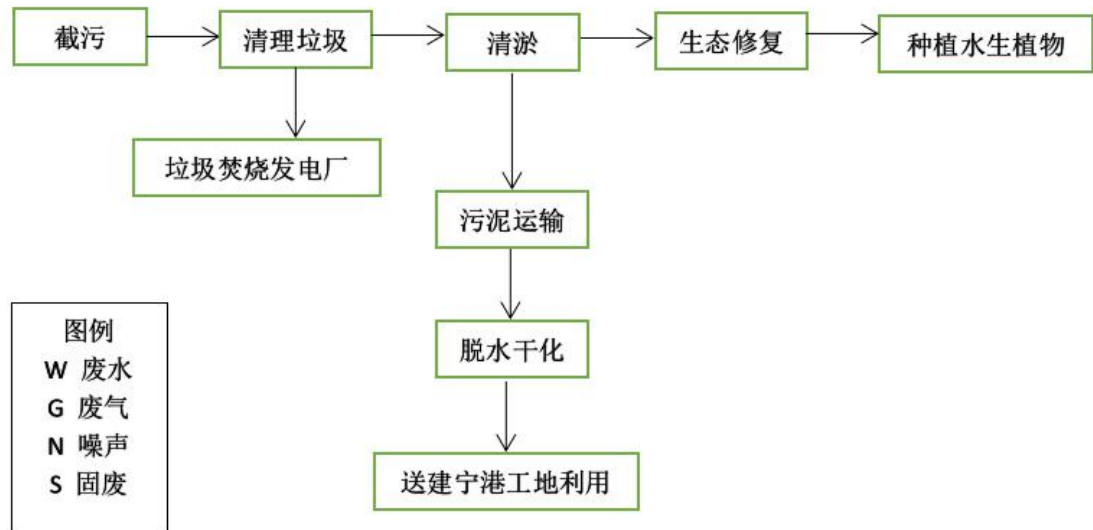 截污
清理垃圾
清淤
生态修复
种植水生植物
垃圾焚烧发电厂
污泥运输
脱水干化
送建宁港工地利用
图例
W 废水
G 废气
N 噪声
S 固废